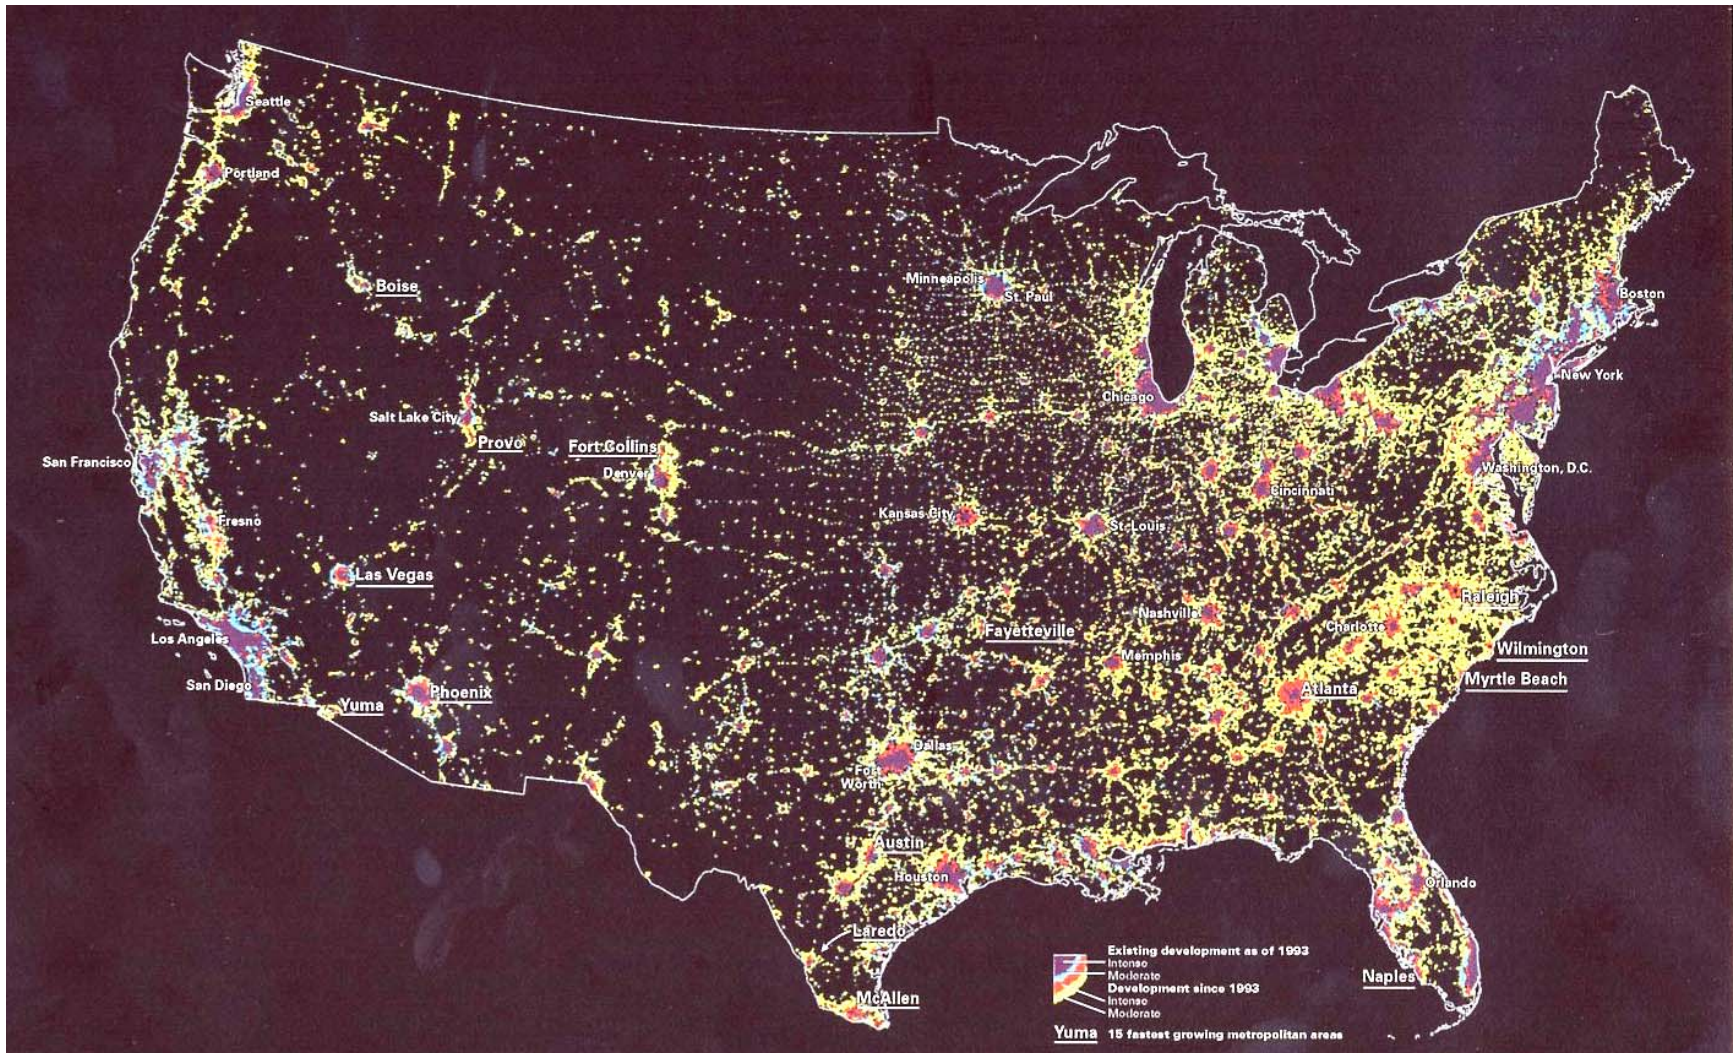 Seattle
Portland
Boise
Minneapolis
St. Paul
Boston
New York
Chicago
Salt Lake City
Provo
Fort Collins
Denver
San Francisco
Washington, D.C.
Cincinnati
Kansas City
St. Louis
Fresno
Las Vegas
Raleigh
Nashville
Charlotte
Los Angeles
Fayetteville
Wilmington
Memphis
San Diego
Phoenix
Atlanta
Myrtle Beach
Yuma
Dallas
Fort
Worth
Austin
Houston
Orlando
Laredo
Naples
McAllen
Existing development as of 1993
Intense
Moderate
Development since 1993
Intense
Moderate
Yuma 15 fastest growing metropolitan areas